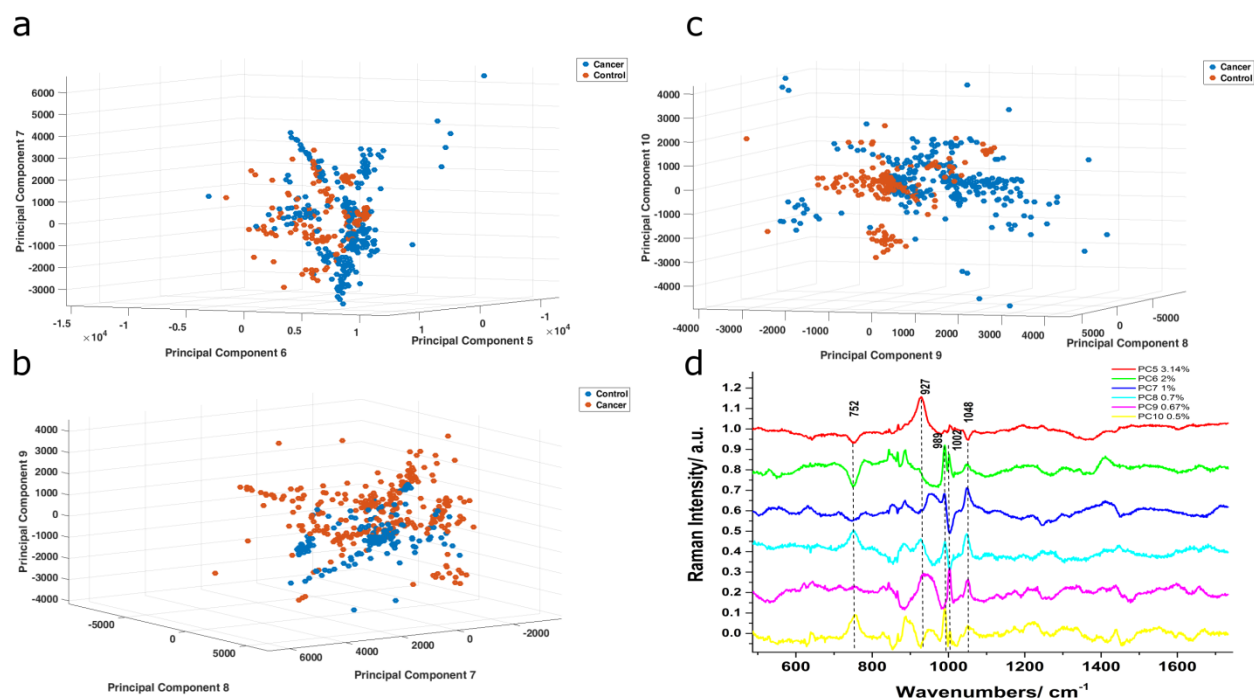 a
Cancer
Control
Principal Component 7
6000
5000
4000
3000
2000
1000
0
-1000
-2000
-3000
-1.5 -1 -0.5 0 0.5 1 1 0 -1
×10⁴ ×10⁴
Principal Component 6 Principal Component 5
c
Cancer
Control
Principal Component 10
4000
3000
2000
1000
0
-1000
-2000
-3000
-4000
-4000 -3000 -2000 -1000 0 1000 2000 3000 4000 5000 0 -5000
Principal Component 9 Principal Component 8
b
Control
Cancer
Principal Component 9
4000
3000
2000
1000
0
-1000
-2000
-3000
-4000
-5000 0 5000 6000 4000 2000 0 -2000
Principal Component 8 Principal Component 7
d
PC5 3.14%
PC6 2%
PC7 1%
PC8 0.7%
PC9 0.67%
PC10 0.5%
752 927 989 1002 1048
Raman Intensity/ a.u.
1.2
1.1
1.0
0.9
0.8
0.7
0.6
0.5
0.4
0.3
0.2
0.1
0.0
600 800 1000 1200 1400 1600
Wavenumbers/ cm⁻¹